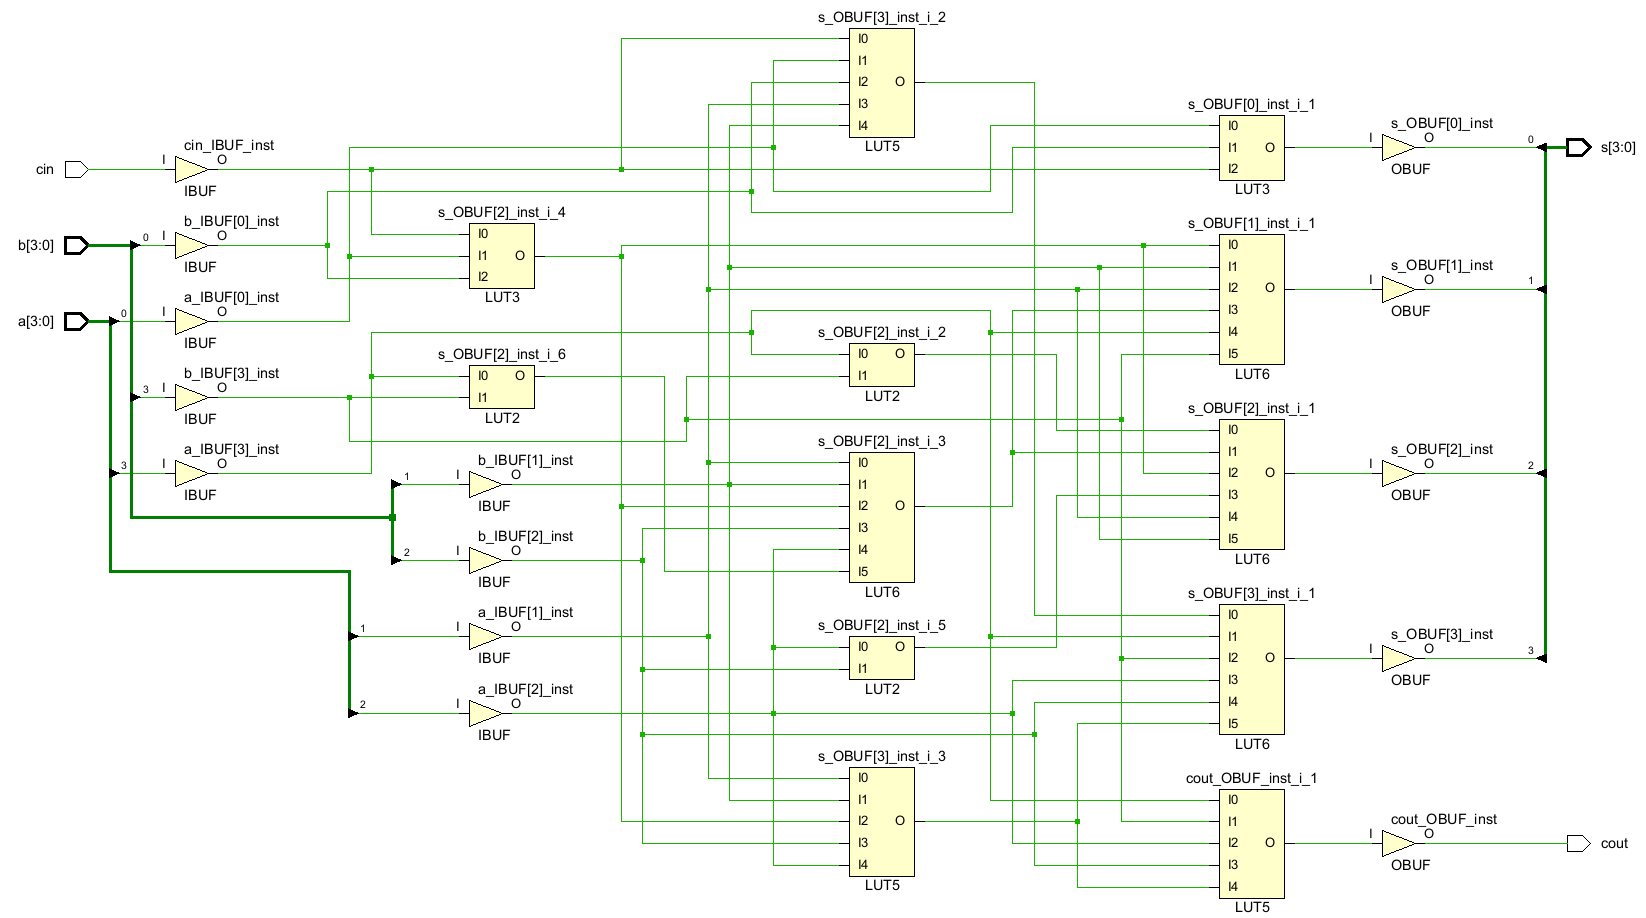 s_OBUF[3]_inst_i_2
I0
I1
I2 O
I3
I4
LUT5
cin
I cin_IBUF_inst O
IBUF
b[3:0]
0 I b_IBUF[0]_inst O
IBUF
a[3:0]
0 I a_IBUF[0]_inst O
IBUF
3 I b_IBUF[3]_inst O
IBUF
3 I a_IBUF[3]_inst O
IBUF
s_OBUF[2]_inst_i_4
I0
I1 O
I2
LUT3
s_OBUF[2]_inst_i_6
I0 O
I1
LUT2
1 I b_IBUF[1]_inst O
IBUF
2 I b_IBUF[2]_inst O
IBUF
1 I a_IBUF[1]_inst O
IBUF
2 I a_IBUF[2]_inst O
IBUF
s_OBUF[2]_inst_i_2
I0 O
I1
LUT2
s_OBUF[2]_inst_i_3
I0
I1
I2 O
I3
I4
I5
LUT6
s_OBUF[2]_inst_i_5
I0 O
I1
LUT2
s_OBUF[3]_inst_i_3
I0
I1
I2 O
I3
I4
LUT5
s_OBUF[0]_inst_i_1
I0
I1 O
I2
LUT3
s_OBUF[1]_inst_i_1
I0
I1
I2 O
I3
I4
I5
LUT6
s_OBUF[2]_inst_i_1
I0
I1
I2 O
I3
I4
I5
LUT6
s_OBUF[3]_inst_i_1
I0
I1
I2 O
I3
I4
I5
LUT6
cout_OBUF_inst_i_1
I0
I1
I2 O
I3
I4
LUT5
I s_OBUF[0]_inst O 0
OBUF
s[3:0]
I s_OBUF[1]_inst O 1
OBUF
I s_OBUF[2]_inst O 2
OBUF
I s_OBUF[3]_inst O 3
OBUF
I cout_OBUF_inst O
OBUF
cout